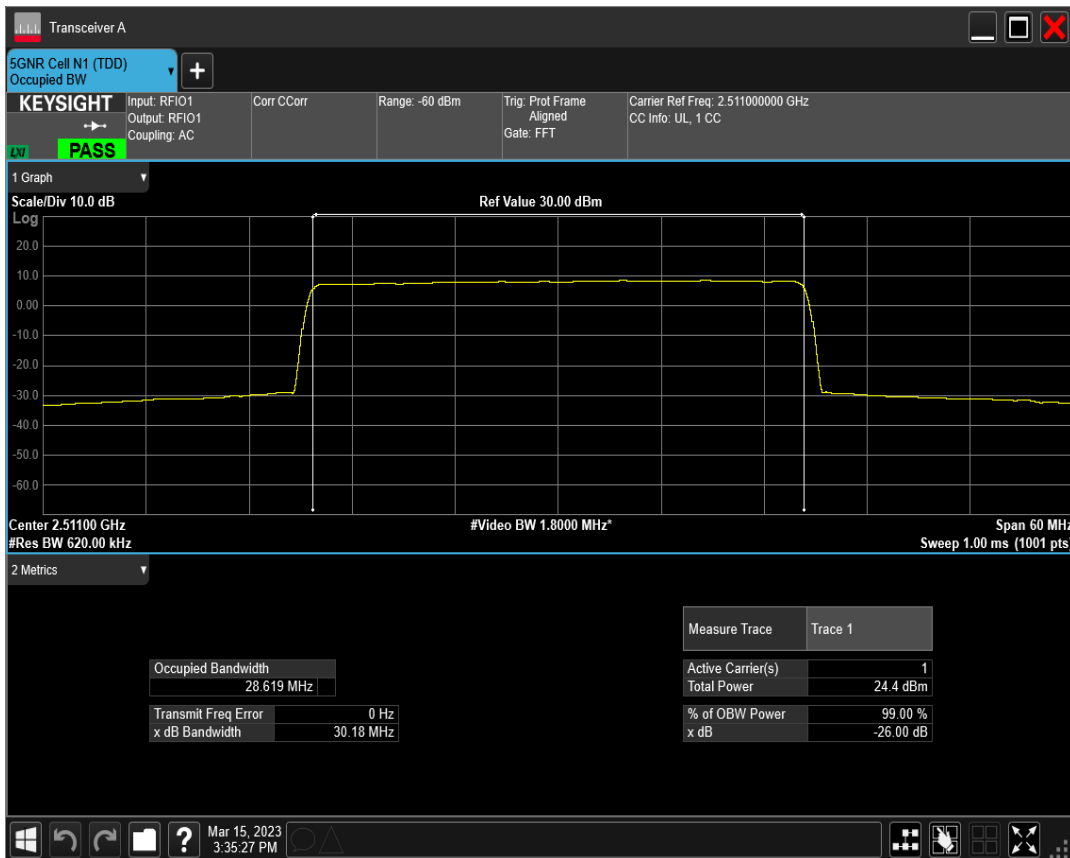 Transceiver A
5GNR Cell N1 (TDD)
Occupied BW
KEYSIGHT
LXI
PASS
Input: RFIO1
Output: RFIO1
Coupling: AC
Corr CCorr
Range: -60 dBm
Trig: Prot Frame
Aligned
Gate: FFT
Carrier Ref Freq: 2.511000000 GHz
CC Info: UL, 1 CC
1 Graph
Scale/Div 10.0 dB
Ref Value 30.00 dBm
Log
20.0
10.0
0.00
-10.0
-20.0
-30.0
-40.0
-50.0
-60.0
Center 2.51100 GHz
#Video BW 1.8000 MHz*
Span 60 MHz
#Res BW 620.00 kHz
Sweep 1.00 ms (1001 pts)
2 Metrics
Measure Trace Trace 1
Occupied Bandwidth
28.619 MHz
Active Carrier(s) 1
Total Power 24.4 dBm
Transmit Freq Error 0 Hz
x dB Bandwidth 30.18 MHz
% of OBW Power 99.00 %
x dB -26.00 dB
?
Mar 15, 2023
3:35:27 PM